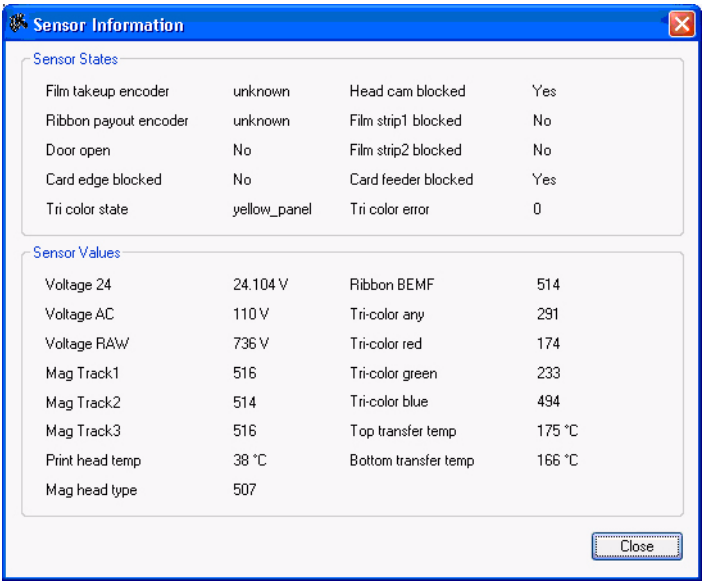 Sensor Information
Sensor States
Film takeup encoder unknown Head cam blocked Yes
Ribbon payout encoder unknown Film strip1 blocked No
Door open No Film strip2 blocked No
Card edge blocked No Card feeder blocked Yes
Tri color state yellow_panel Tri color error 0
Sensor Values
Voltage 24 24.104 V Ribbon BEMF 514
Voltage AC 110 V Tri-color any 291
Voltage RAW 736 V Tri-color red 174
Mag Track1 516 Tri-color green 233
Mag Track2 514 Tri-color blue 494
Mag Track3 516 Top transfer temp 175 °C
Print head temp 38 °C Bottom transfer temp 166 °C
Mag head type 507
Close